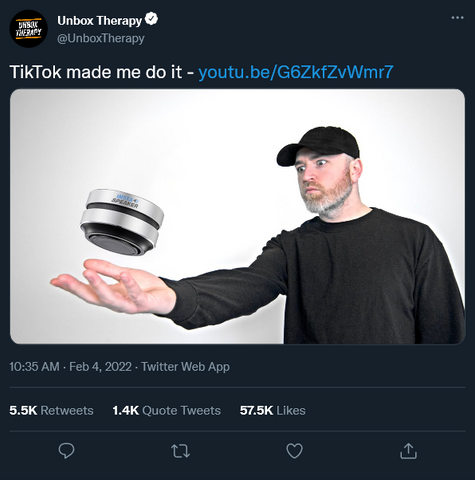 Unbox Therapy
@UnboxTherapy
UNBOX
THERAPY
TikTok made me do it - youtu.be/G6ZkfZvWmr7
SPEAKER
10:35 AM · Feb 4, 2022 · Twitter Web App
5.5K Retweets 1.4K Quote Tweets 57.5K Likes